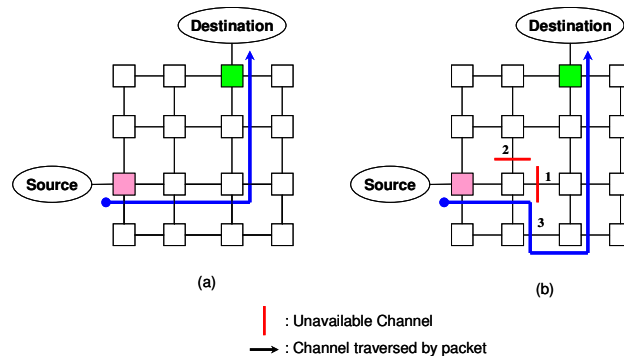 Destination
Source
(a)
Destination
2
1
Source
3
(b)
: Unavailable Channel
: Channel traversed by packet